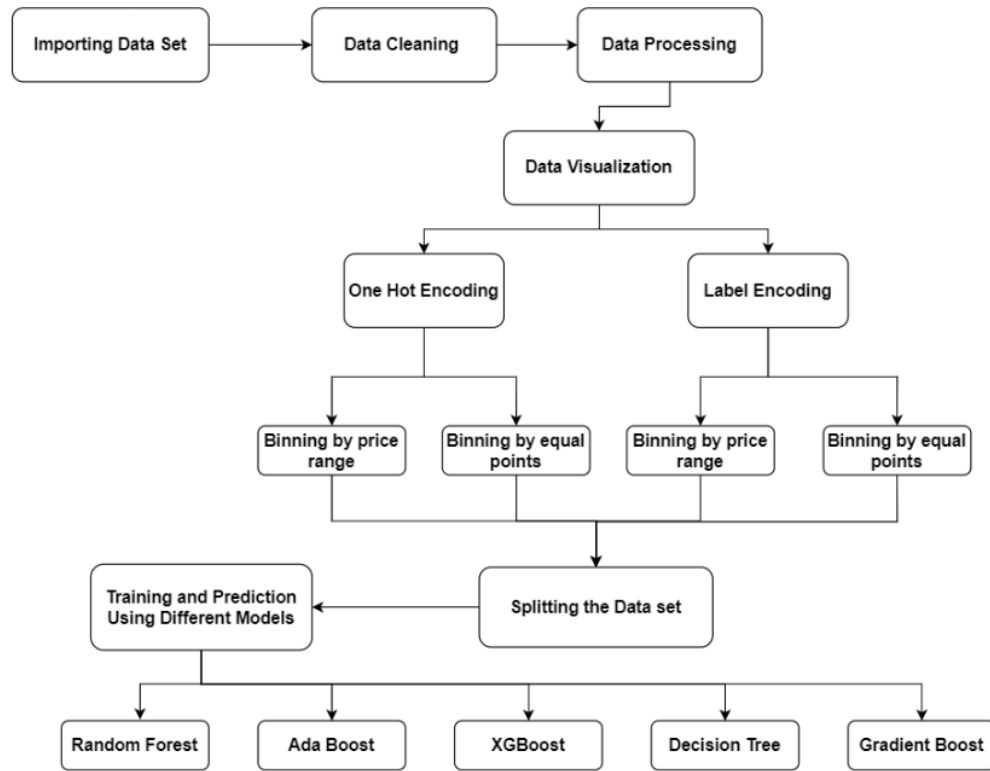 Importing Data Set
Data Cleaning
Data Processing
Data Visualization
One Hot Encoding
Label Encoding
Binning by price
range
Binning by equal
points
Binning by price
range
Binning by equal
points
Training and Prediction
Using Different Models
Splitting the Data set
Random Forest
Ada Boost
XGBoost
Decision Tree
Gradient Boost